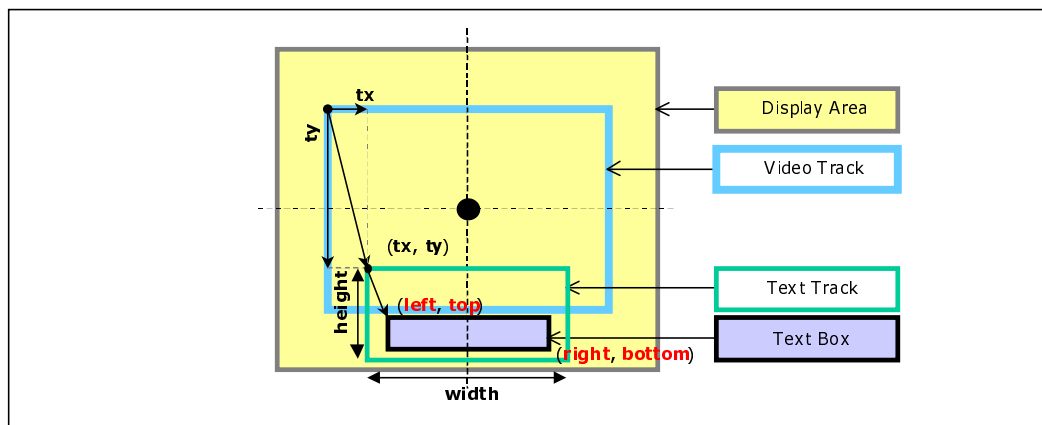 tx
Display Area
ty
Video Track
(tx, ty)
height
Text Track
(left, top)
Text Box
(right, bottom)
width